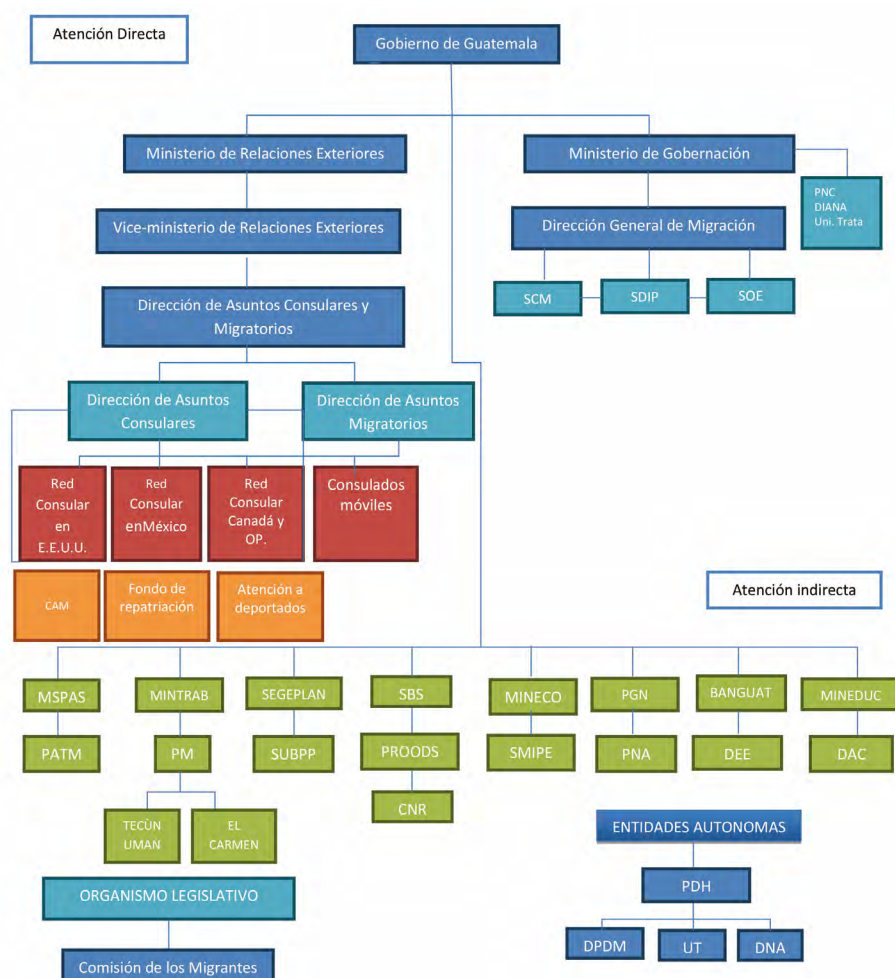 Atención Directa
Gobierno de Guatemala
Ministerio de Relaciones Exteriores
Ministerio de Gobernación
PNC
DIANA
Uni. Trata
Vice-ministerio de Relaciones Exteriores
Dirección General de Migración
SCM
SDIP
SOE
Dirección de Asuntos Consulares y
Migratorios
Dirección de Asuntos
Consulares
Dirección de Asuntos
Migratorios
Red
Consular
en
E.E.U.U.
Red
Consular
enMéxico
Red
Consular
Canadá y
OP.
Consulados
móviles
CAM
Fondo de
repatriación
Atención a
deportados
Atención indirecta
MSPAS
MINTRAB
SEGEPLAN
SBS
MINECO
PGN
BANGUAT
MINEDUC
PATM
PM
SUBPP
PROODS
SMIPE
PNA
DEE
DAC
TECÙN
UMAN
EL
CARMEN
CNR
ENTIDADES AUTONOMAS
PDH
DPDM
UT
DNA
ORGANISMO LEGISLATIVO
Comisión de los Migrantes